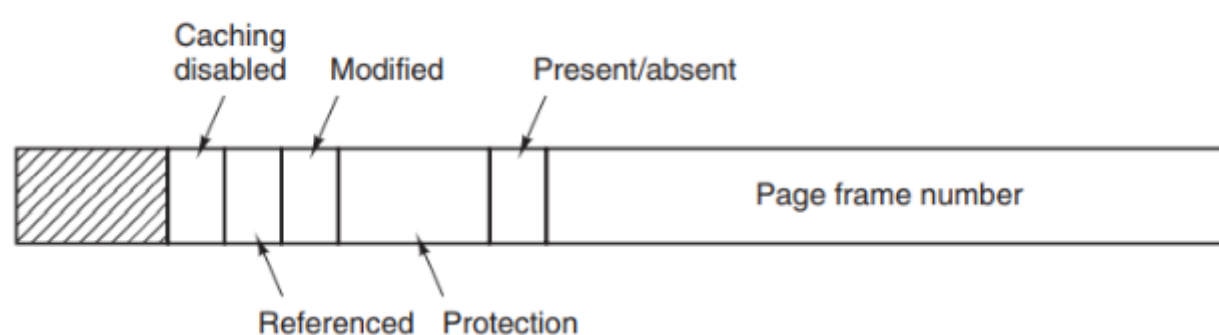 Caching
disabled
Modified
Present/absent
Page frame number
Referenced
Protection